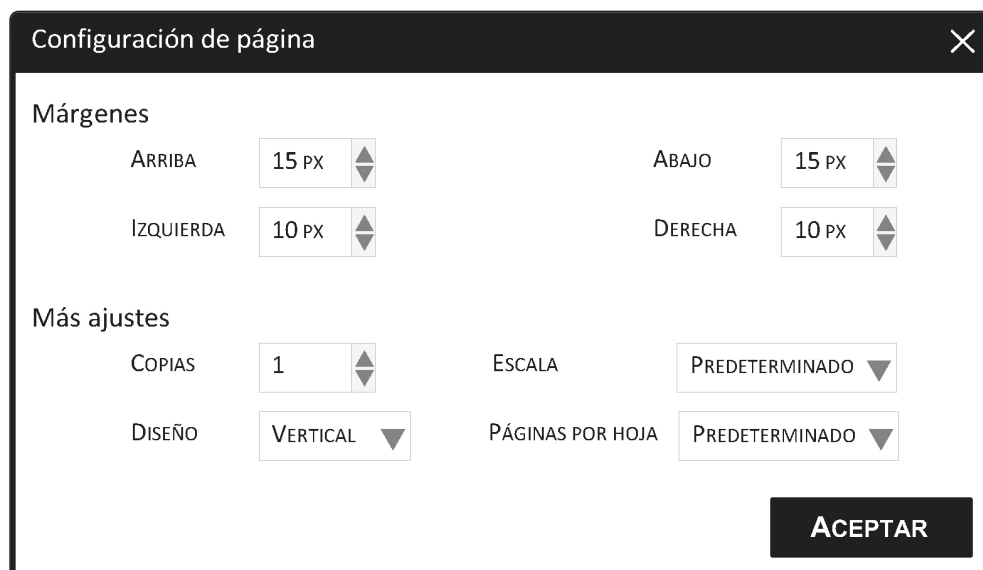 Configuración de página
Márgenes
ARRIBA 15 PX ABAJO 15 PX
IZQUIERDA 10 PX DERECHA 10 PX
Más ajustes
COPIAS 1 ESCALA PREDETERMINADO
DISEÑO VERTICAL PÁGINAS POR HOJA PREDETERMINADO
ACEPTAR